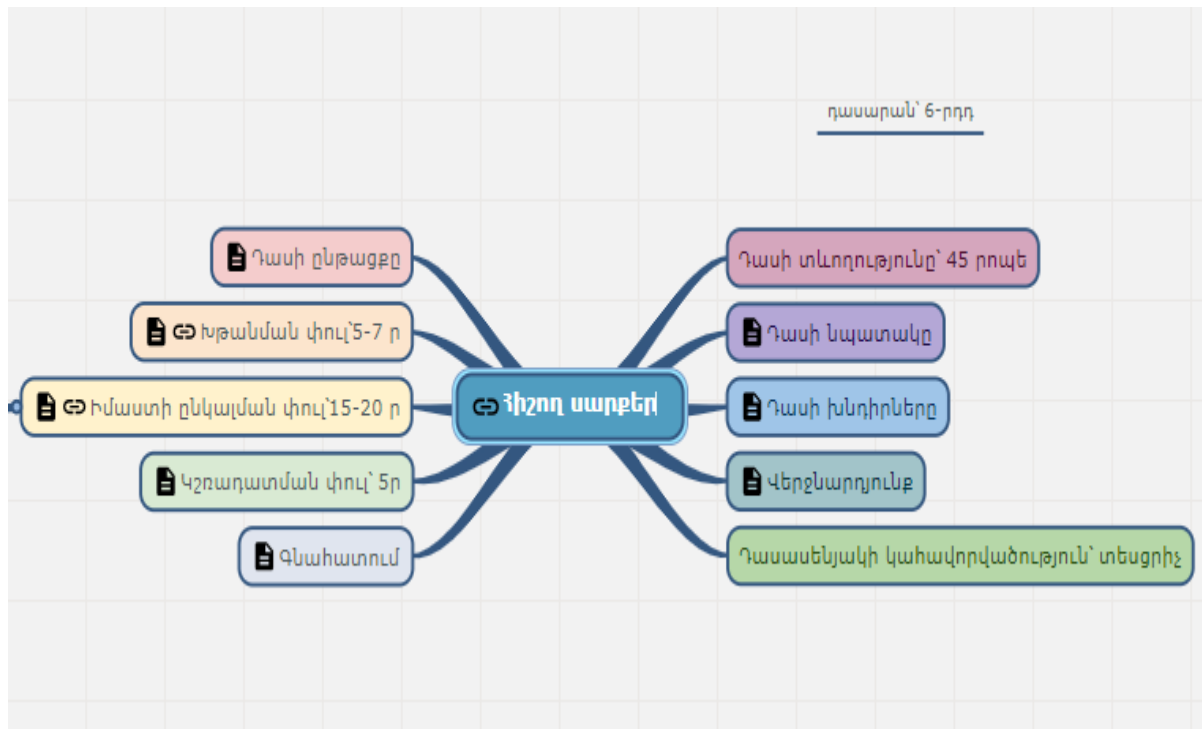 դասարան՝ 6-րդդ
Դասի ընթացքը
Խթանման փուլ՝5-7 ր
Իմաստի ընկալման փուլ՝15-20 ր
Կշռադատման փուլ՝ 5ր
Գնահատում
Հիշող սարքեր
Դասի տևողությունը՝ 45 րոպե
Դասի նպատակը
Դասի խնդիրները
Վերջնարդյունք
Դասասենյակի կահավորվածություն՝ տեսցրիչ